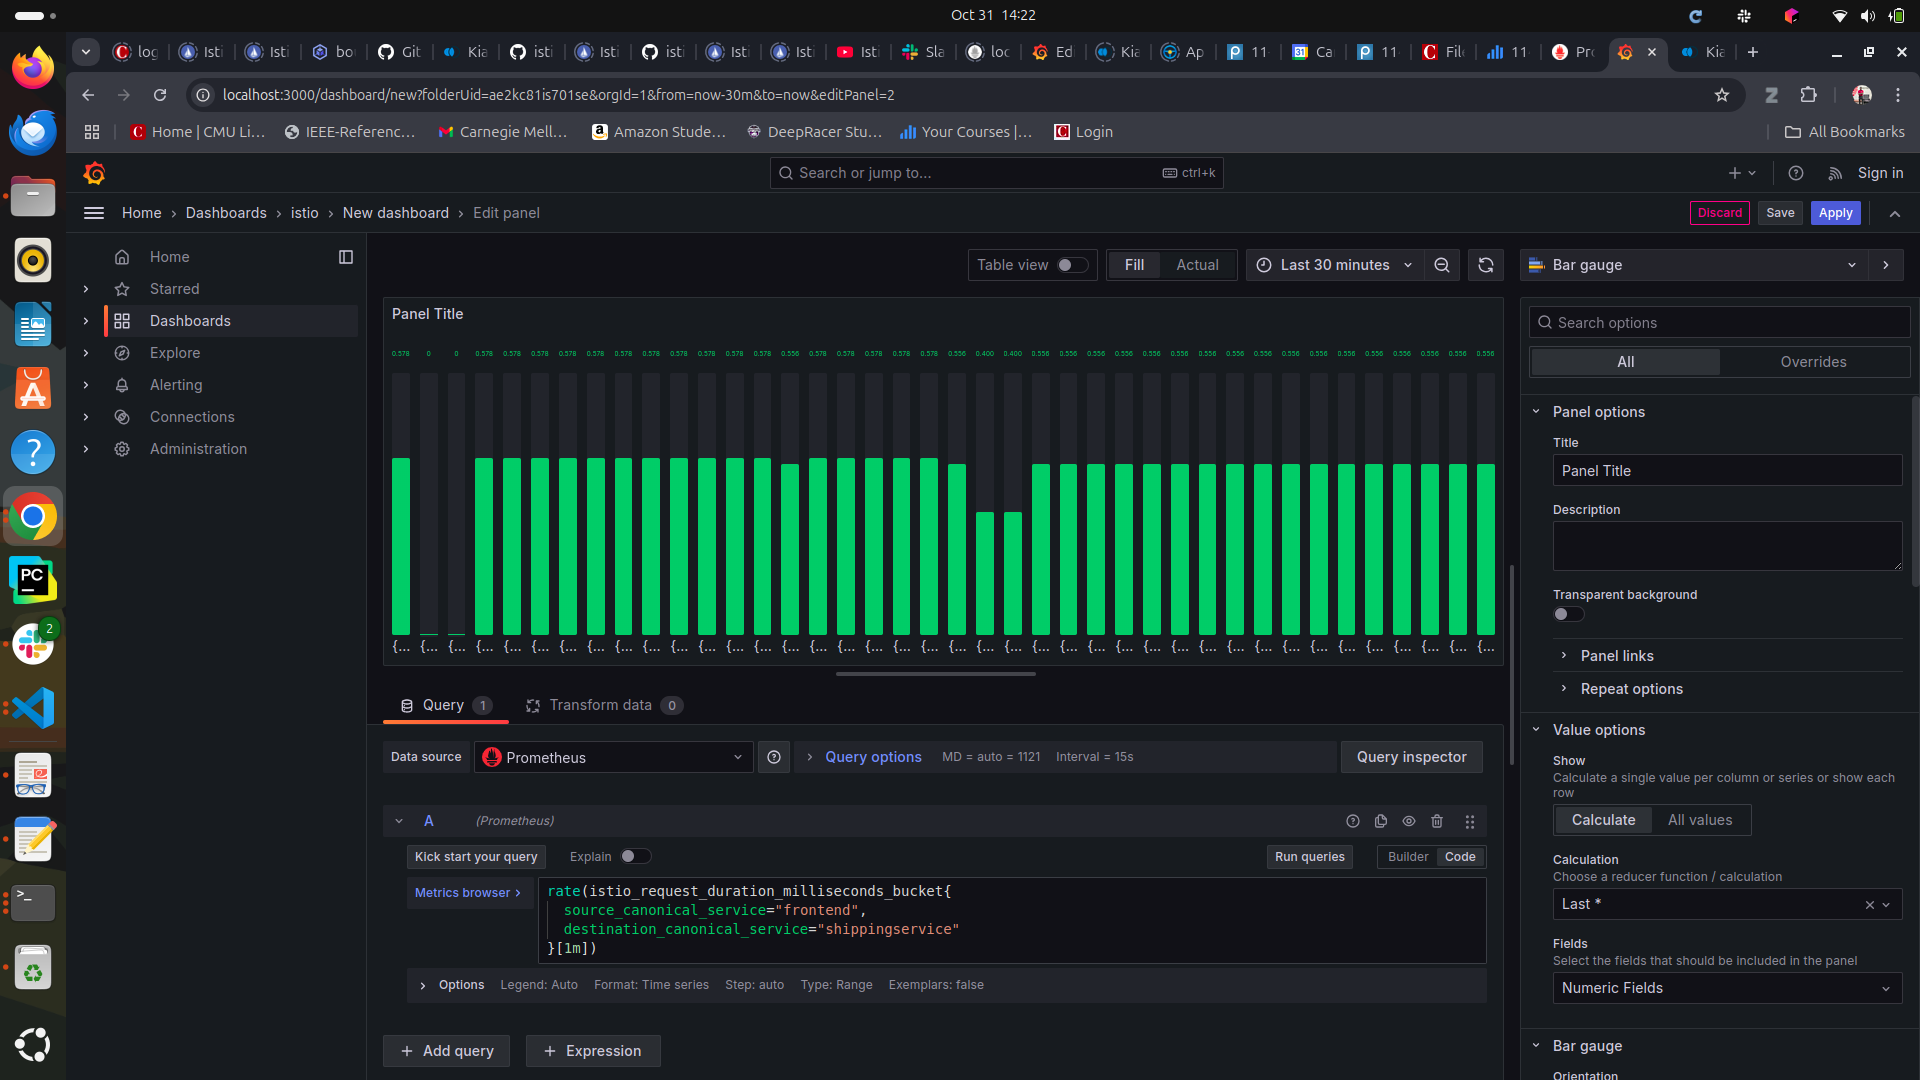 Oct 31 14:22
log
Isti
Isti
bo
Git
Kia
isti
Isti
isti
Isti
Isti
Isti
Sla
loc
Edi
Kia
Ap
11-
Ca
11-
File
11-
Pro
Kia
localhost:3000/dashboard/new?folderUid=ae2kc81is701se&orgId=1&from=now-30m&to=now&editPanel=2
Home | CMU Li...
IEEE-Referenc...
Carnegie Mell...
Amazon Stude...
DeepRacer Stu...
Your Courses |...
Login
All Bookmarks
Search or jump to...
ctrl+k
Sign in
Home › Dashboards › istio › New dashboard › Edit panel
Discard
Save
Apply
Home
Starred
Dashboards
Explore
Alerting
Connections
Administration
Table view
Fill
Actual
Last 30 minutes
Bar gauge
Panel Title
0.578 0 0 0.578 0.578 0.578 0.578 0.578 0.578 0.578 0.578 0.578 0.578 0.578 0.556 0.578 0.578 0.578 0.578 0.578 0.556 0.400 0.400 0.556 0.556 0.556 0.556 0.556 0.556 0.556 0.556 0.556 0.556 0.556 0.556 0.556 0.556 0.556 0.556 0.556
{... {... {... {... {... {... {... {... {... {... {... {... {... {... {... {... {... {... {... {... {... {... {... {... {... {... {... {... {... {... {... {... {... {... {... {... {... {... {... {...
Query 1
Transform data 0
Data source
Prometheus
Query options
MD = auto = 1121
Interval = 15s
Query inspector
A
(Prometheus)
Kick start your query
Explain
Run queries
Builder
Code
Metrics browser
rate(istio_request_duration_milliseconds_bucket{
source_canonical_service="frontend",
destination_canonical_service="shippingservice"
}[1m])
Options
Legend: Auto
Format: Time series
Step: auto
Type: Range
Exemplars: false
Add query
Expression
Search options
All
Overrides
Panel options
Title
Panel Title
Description
Transparent background
Panel links
Repeat options
Value options
Show
Calculate a single value per column or series or show each
row
Calculate
All values
Calculation
Choose a reducer function / calculation
Last *
Fields
Select the fields that should be included in the panel
Numeric Fields
Bar gauge
Orientation
PC
2